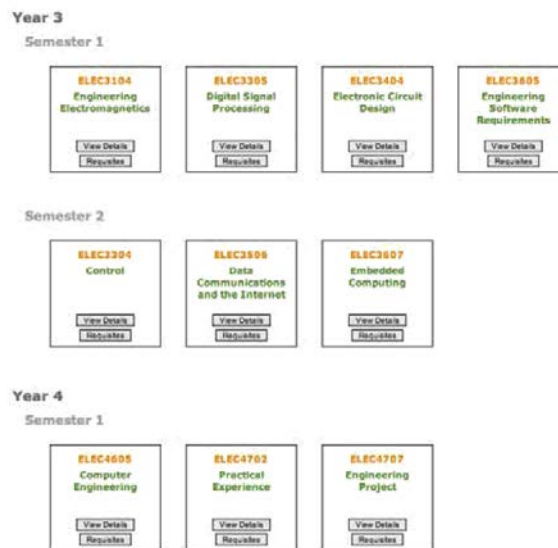 Year 3
Semester 1
ELEC3104
Engineering
Electromagnetics
View Details
Requisites
ELEC3305
Digital Signal
Processing
View Details
Requisites
ELEC3404
Electronic Circuit
Design
View Details
Requisites
ELEC3605
Engineering
Software
Requirements
View Details
Requisites
Semester 2
ELEC3304
Control
View Details
Requisites
ELEC3506
Data
Communications
and the Internet
View Details
Requisites
ELEC3607
Embedded
Computing
View Details
Requisites
Year 4
Semester 1
ELEC4605
Computer
Engineering
View Details
Requisites
ELEC4702
Practical
Experience
View Details
Requisites
ELEC4707
Engineering
Project
View Details
Requisites